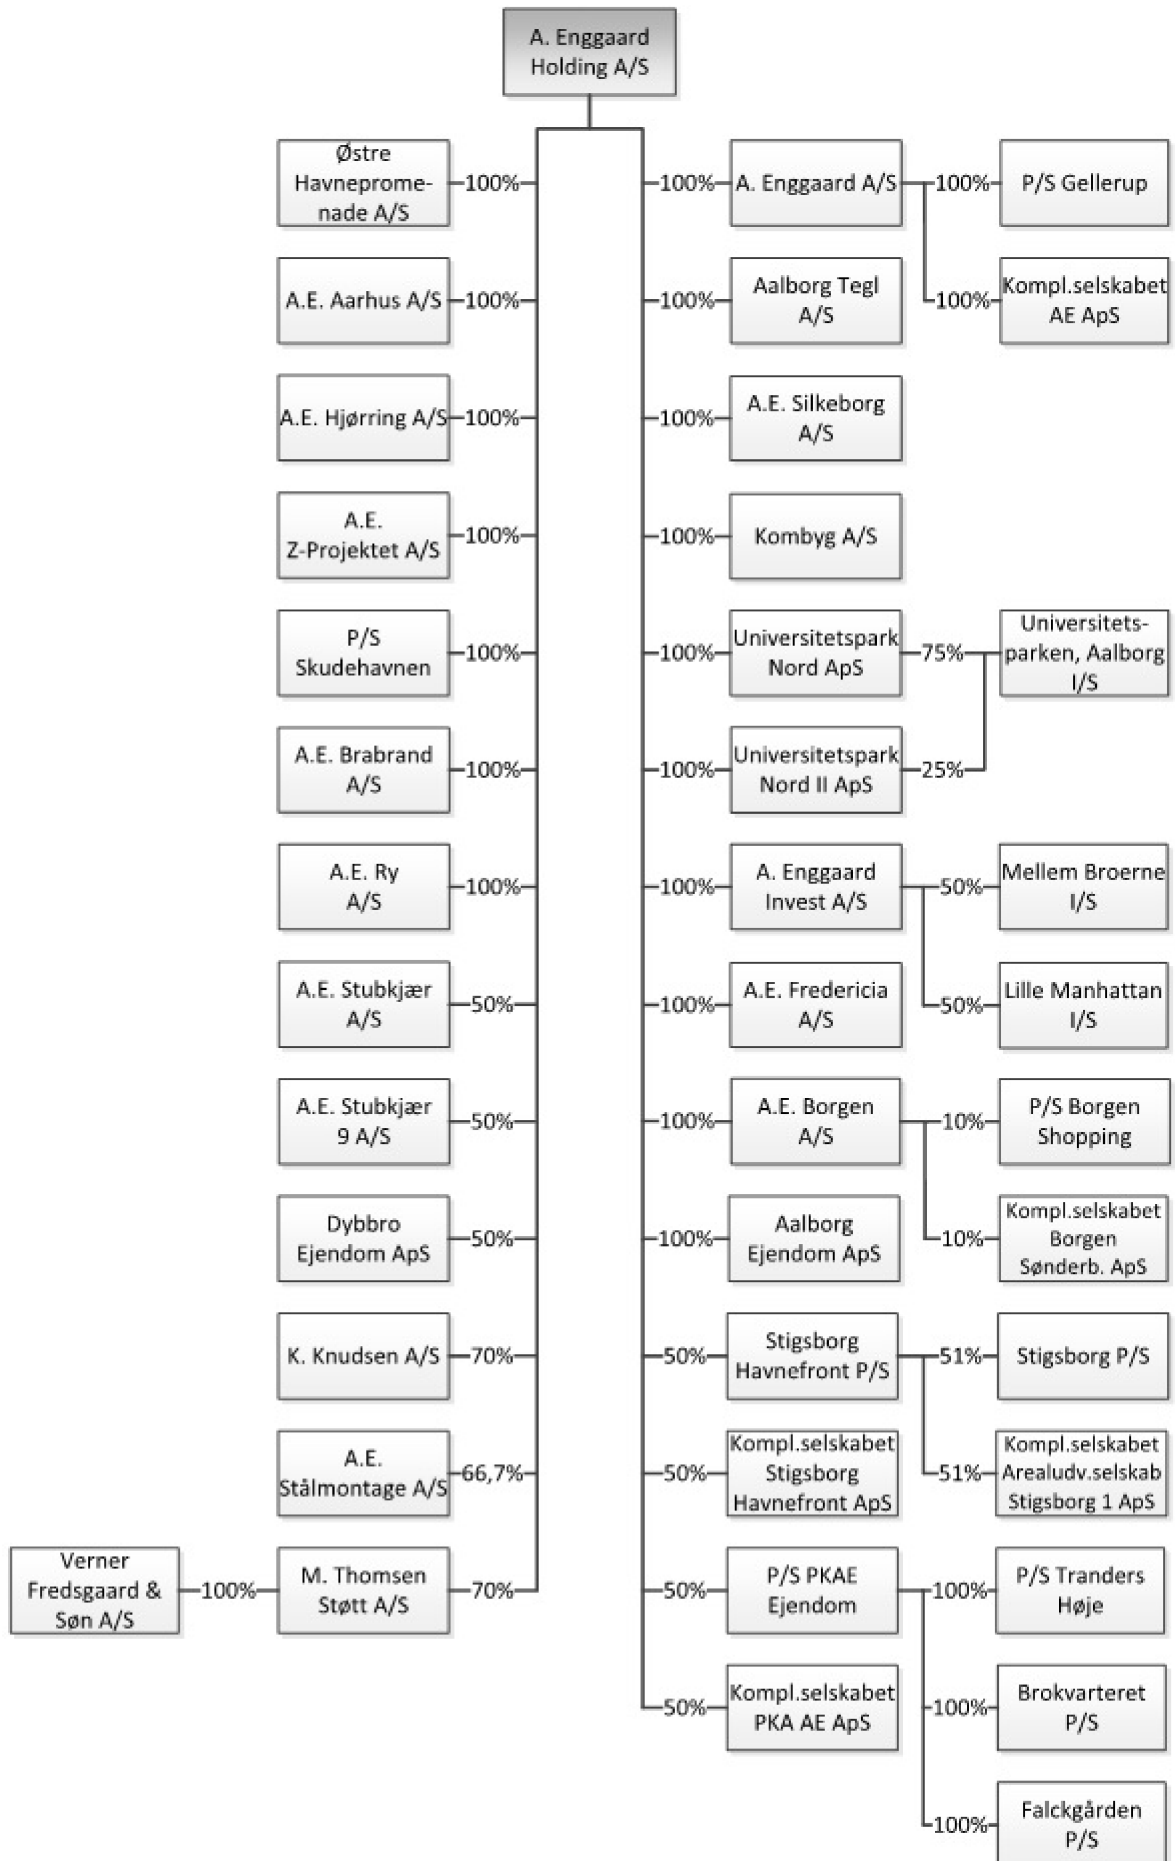 A. Enggaard
Holding A/S
Østre
Havneprome-
nade A/S
100%
100%
A. Enggaard A/S
100%
P/S Gellerup
A.E. Aarhus A/S
100%
100%
Aalborg Tegl
A/S
100%
Kompl.selskabet
AE ApS
A.E. Hjørring A/S
100%
100%
A.E. Silkeborg
A/S
A.E.
Z-Projektet A/S
100%
100%
Kombyg A/S
P/S
Skudehavnen
100%
100%
Universitetspark
Nord ApS
75%
Universitets-
parken, Aalborg
I/S
A.E. Brabrand
A/S
100%
100%
Universitetspark
Nord II ApS
25%
A.E. Ry
A/S
100%
100%
A. Enggaard
Invest A/S
50%
Mellem Broerne
I/S
A.E. Stubkjær
A/S
50%
100%
A.E. Fredericia
A/S
50%
Lille Manhattan
I/S
A.E. Stubkjær
9 A/S
50%
100%
A.E. Borgen
A/S
10%
P/S Borgen
Shopping
Dybbro
Ejendom ApS
50%
100%
Aalborg
Ejendom ApS
10%
Kompl.selskabet
Borgen
Sønderb. ApS
K. Knudsen A/S
70%
50%
Stigsborg
Havnefront P/S
51%
Stigsborg P/S
A.E.
Stålmontage A/S
66,7%
50%
Kompl.selskabet
Stigsborg
Havnefront ApS
51%
Kompl.selskabet
Arealudv.selskab
Stigsborg 1 ApS
Verner
Fredsgaard &
Søn A/S
100%
M. Thomsen
Støtt A/S
70%
50%
P/S PKAE
Ejendom
100%
P/S Tranders
Høje
50%
Kompl.selskabet
PKA AE ApS
100%
Brokvarteret
P/S
100%
Falckgården
P/S